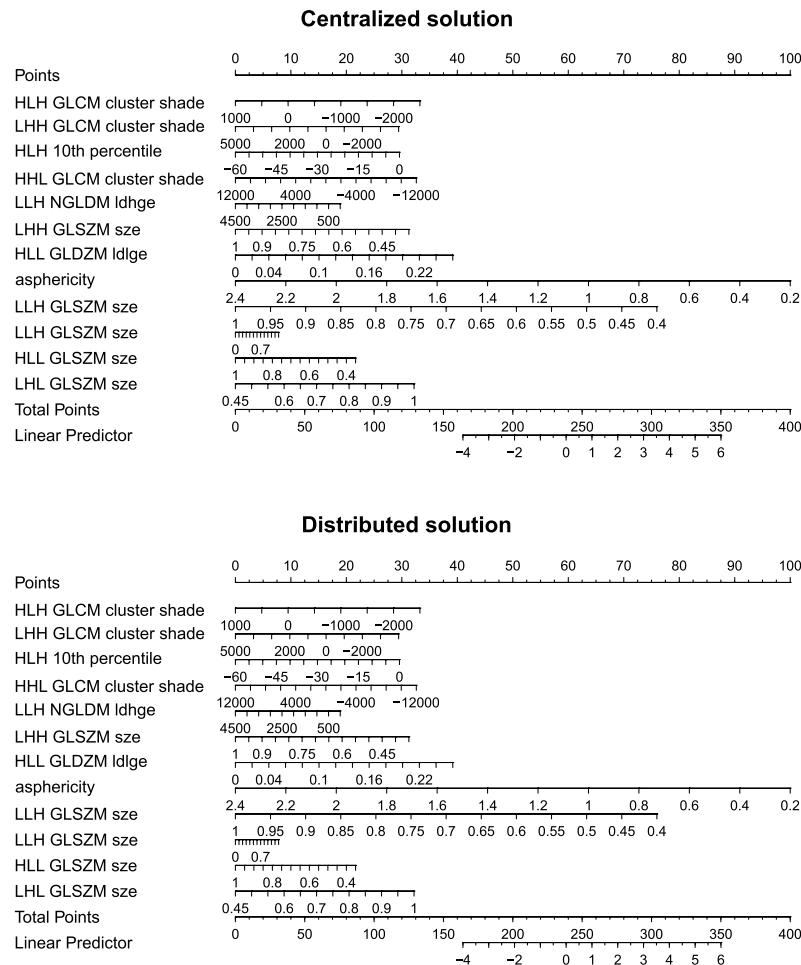 Centralized solution
0 10 20 30 40 50 60 70 80 90 100
Points
HLH GLCM cluster shade
1000 0 −1000 −2000
LHH GLCM cluster shade
5000 2000 0 −2000
HLH 10th percentile
−60 −45 −30 −15 0
HHL GLCM cluster shade
12000 4000 −4000 −12000
LLH NGLDM ldhge
4500 2500 500
LHH GLSZM sze
1 0.9 0.75 0.6 0.45
HLL GLDZM ldlge
0 0.04 0.1 0.16 0.22
asphericity
2.4 2.2 2 1.8 1.6 1.4 1.2 1 0.8 0.6 0.4 0.2
LLH GLSZM sze
1 0.95 0.9 0.85 0.8 0.75 0.7 0.65 0.6 0.55 0.5 0.45 0.4
LLH GLSZM sze
0 0.7
HLL GLSZM sze
1 0.8 0.6 0.4
LHL GLSZM sze
0.45 0.6 0.7 0.8 0.9 1
Total Points
0 50 100 150 200 250 300 350 400
Linear Predictor
−4 −2 0 1 2 3 4 5 6
Distributed solution
0 10 20 30 40 50 60 70 80 90 100
Points
HLH GLCM cluster shade
1000 0 −1000 −2000
LHH GLCM cluster shade
5000 2000 0 −2000
HLH 10th percentile
−60 −45 −30 −15 0
HHL GLCM cluster shade
12000 4000 −4000 −12000
LLH NGLDM ldhge
4500 2500 500
LHH GLSZM sze
1 0.9 0.75 0.6 0.45
HLL GLDZM ldlge
0 0.04 0.1 0.16 0.22
asphericity
2.4 2.2 2 1.8 1.6 1.4 1.2 1 0.8 0.6 0.4 0.2
LLH GLSZM sze
1 0.95 0.9 0.85 0.8 0.75 0.7 0.65 0.6 0.55 0.5 0.45 0.4
LLH GLSZM sze
0 0.7
HLL GLSZM sze
1 0.8 0.6 0.4
LHL GLSZM sze
0.45 0.6 0.7 0.8 0.9 1
Total Points
0 50 100 150 200 250 300 350 400
Linear Predictor
−4 −2 0 1 2 3 4 5 6